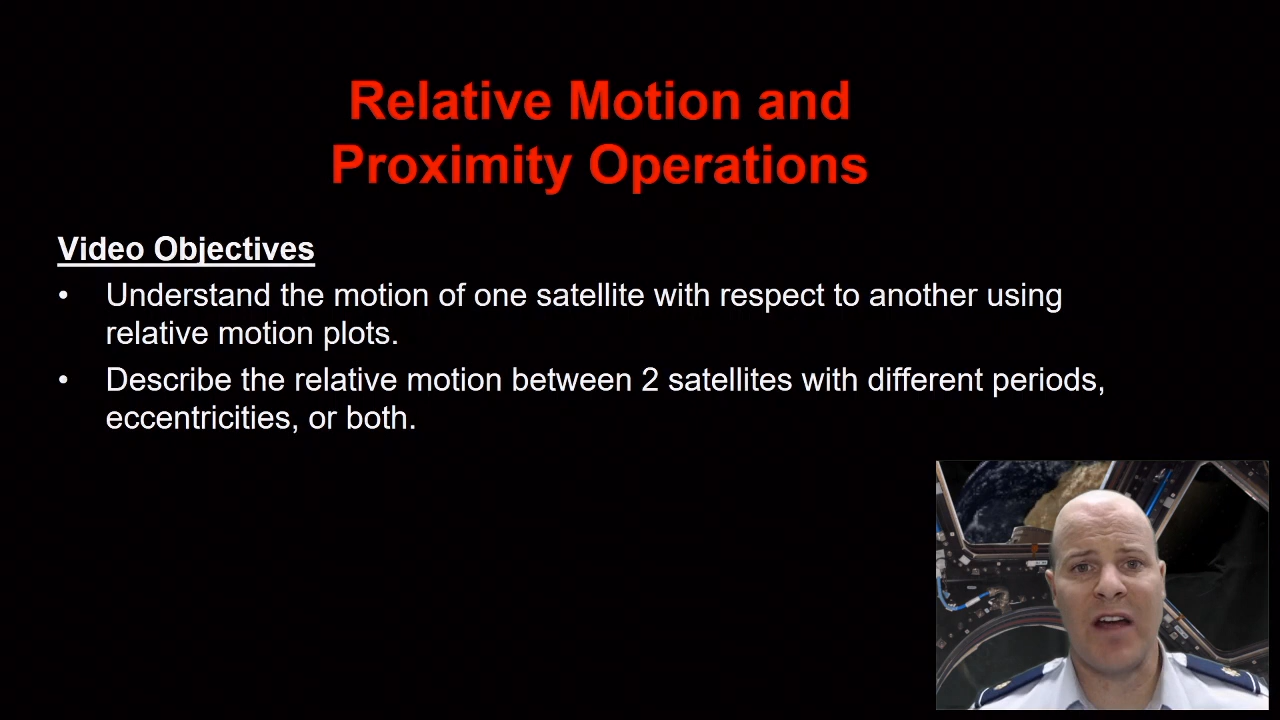 Relative Motion and
Proximity Operations
Video Objectives
• Understand the motion of one satellite with respect to another using
relative motion plots.
• Describe the relative motion between 2 satellites with different periods,
eccentricities, or both.